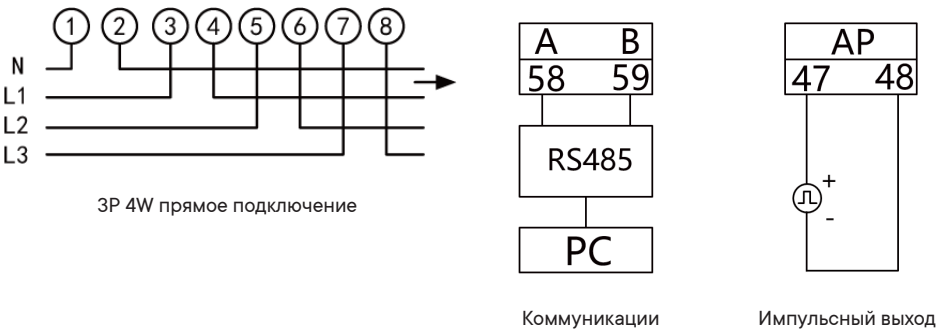 1 2 3 4 5 6 7 8
N
L1
L2
L3
3P 4W прямое подключение
A B
58 59
RS485
PC
Коммуникации
AP
47 48
+
-
Импульсный выход